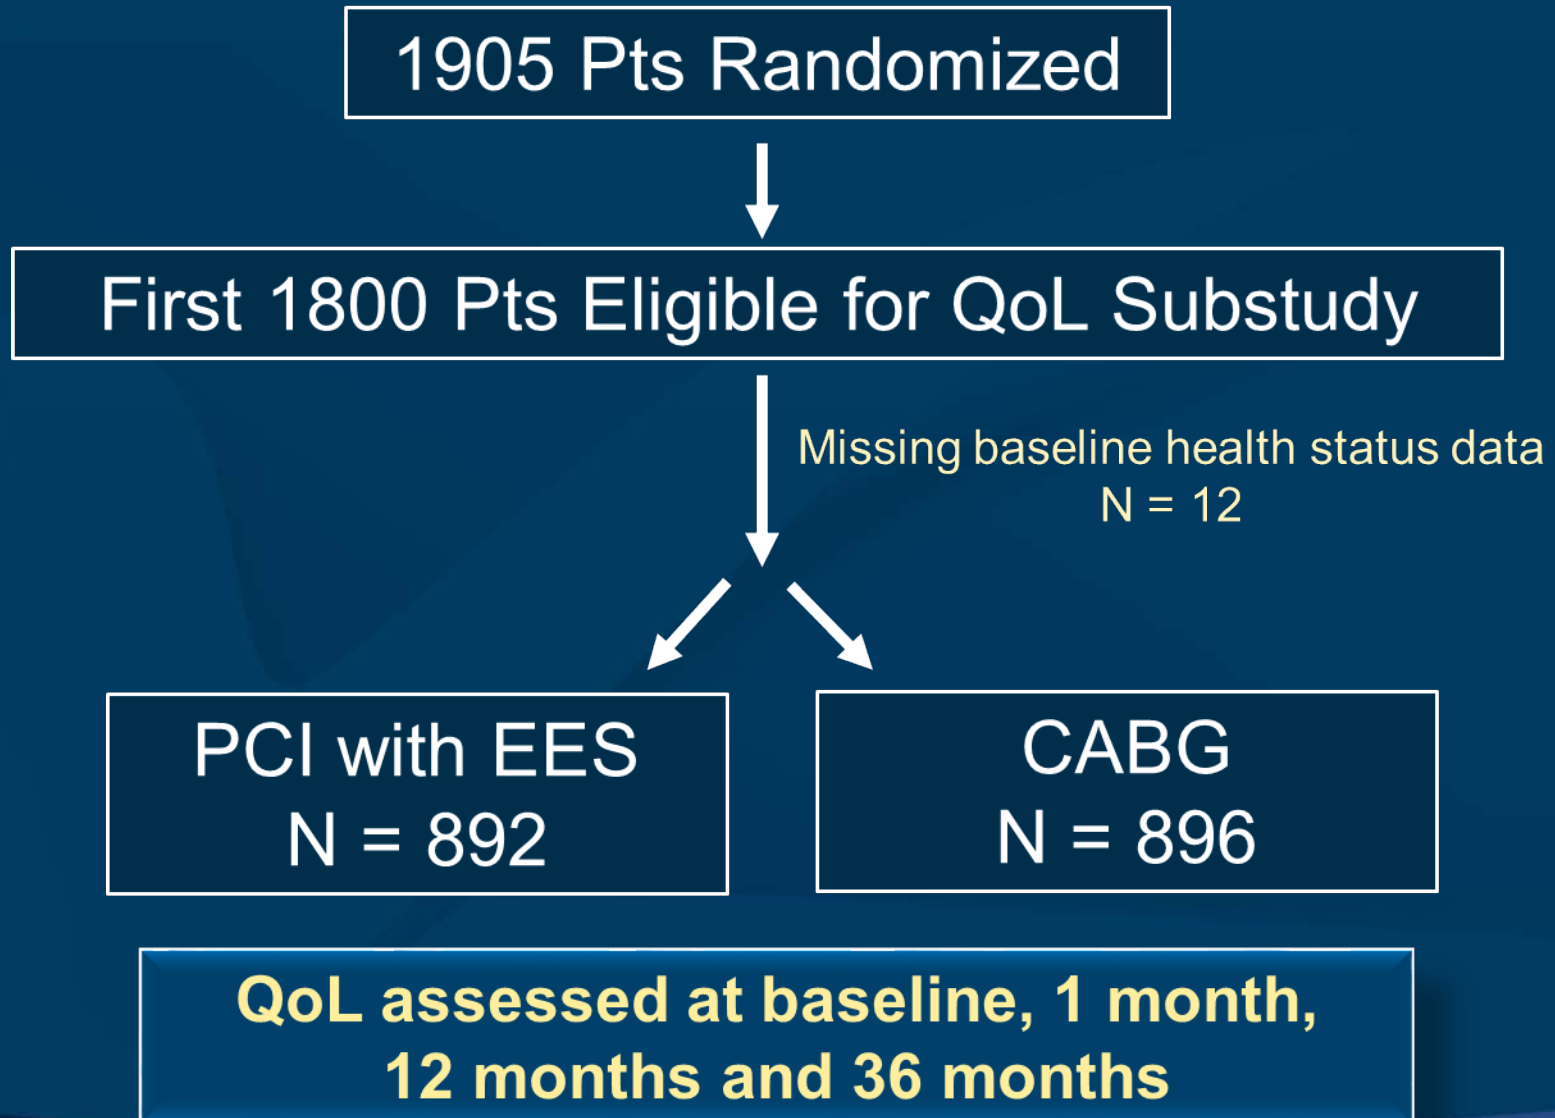 1905 Pts Randomized
First 1800 Pts Eligible for QoL Substudy
Missing baseline health status data
N = 12
PCI with EES
N = 892
CABG
N = 896
QoL assessed at baseline, 1 month,
12 months and 36 months